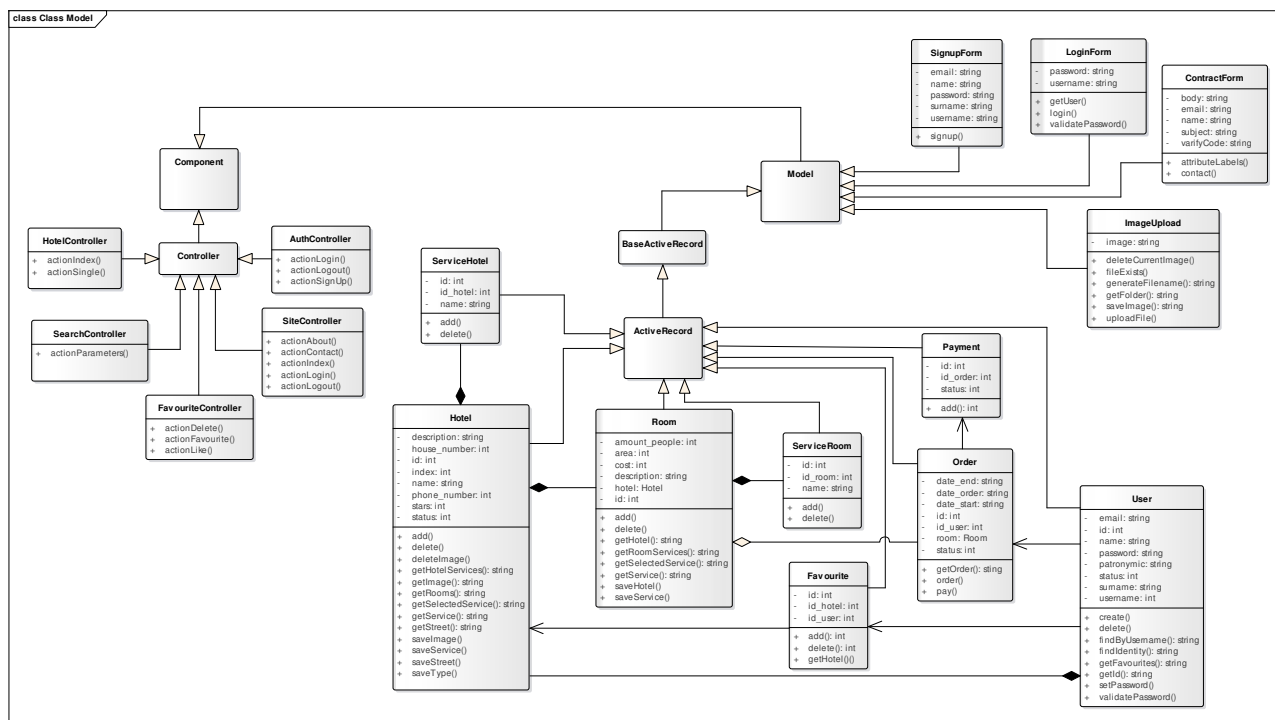 class Class Model
Component
Controller
HotelController
+ actionIndex()
+ actionSingle()
AuthController
+ actionLogin()
+ actionLogout()
+ actionSignUp()
SearchController
+ actionParameters()
SiteController
+ actionAbout()
+ actionContact()
+ actionIndex()
+ actionLogin()
+ actionLogout()
FavouriteController
+ actionDelete()
+ actionFavourite()
+ actionLike()
SignupForm
- email: string
- name: string
- password: string
- surname: string
- username: string
+ signup()
LoginForm
- password: string
- username: string
+ getUser()
+ login()
+ validatePassword()
ContractForm
- body: string
- email: string
- name: string
- subject: string
- varifyCode: string
+ attributeLabels()
+ contact()
Model
ImageUpload
- image: string
+ deleteCurrentImage()
+ fileExists()
+ generateFilename(): string
+ getFolder(): string
+ saveImage(): string
+ uploadFile()
BaseActiveRecord
ActiveRecord
ServiceHotel
- id: int
- id_hotel: int
- name: string
+ add()
+ delete()
Hotel
- description: string
- house_number: int
- id: int
- index: int
- name: string
- phone_number: int
- stars: int
- status: int
+ add()
+ delete()
+ deleteImage()
+ getHotelServices(): string
+ getImage(): string
+ getRooms(): string
+ getSelectedService(): string
+ getService(): string
+ getStreet(): string
+ saveImage()
+ saveService()
+ saveStreet()
+ saveType()
Room
- amount_people: int
- area: int
- cost: int
- description: string
- hotel: Hotel
- id: int
+ add()
+ delete()
+ getHotel(): string
+ getRoomServices(): string
+ getSelectedService(): string
+ getService(): string
+ saveHotel()
+ saveService()
ServiceRoom
- id: int
- id_room: int
- name: string
+ add()
+ delete()
Payment
- id: int
- id_order: int
- status: int
+ add(): int
Order
- date_end: string
- date_order: string
- date_start: string
- id: int
- id_user: int
- room: Room
- status: int
+ getOrder(): sting
+ order()
+ pay()
Favourite
- id: int
- id_hotel: int
- id_user: int
+ add(): int
+ delete(): int
+ getHotel()()
User
- email: string
- id: int
- name: string
- password: string
- patronymic: string
- status: int
- surname: string
- username: int
+ create()
+ delete()
+ findByUsername(): string
+ findIdentity(): string
+ getFavourites(): string
+ getId(): string
+ setPassword()
+ validatePassword()